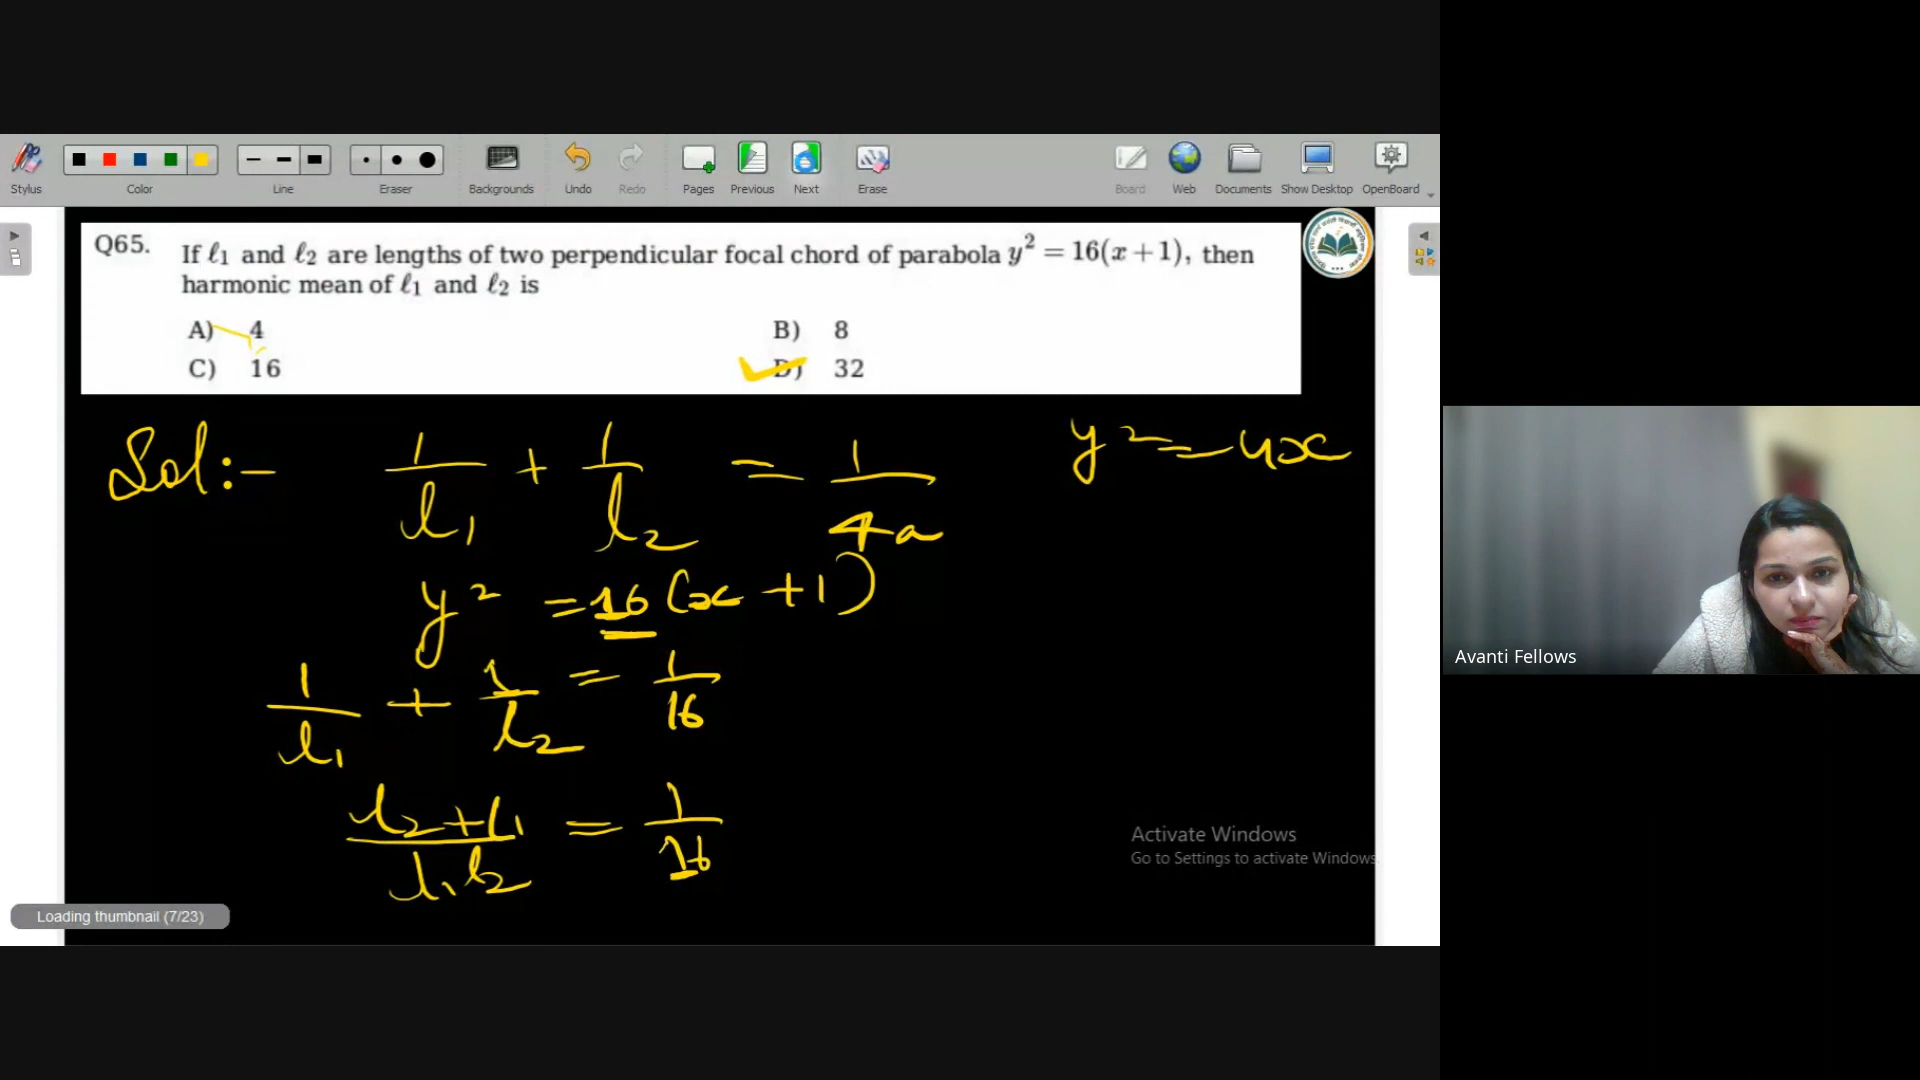 Stylus
Color
Line
Eraser
Backgrounds
Undo
Redo
Pages
Previous
Next
Erase
Board
Web
Documents
Show Desktop
OpenBoard
Q65. If ℓ₁ and ℓ₂ are lengths of two perpendicular focal chord of parabola y² = 16(x + 1), then
harmonic mean of ℓ₁ and ℓ₂ is
A) 4 B) 8
C) 16 D) 32
Sol:- 1/l₁ + 1/l₂ = 1/4a y² = 4x
y² = 16(x + 1)
1/l₁ + 1/l₂ = 1/16
l₂+l₁/l₁l₂ = 1/16
Activate Windows
Go to Settings to activate Windows
Loading thumbnail (7/23)
Avanti Fellows